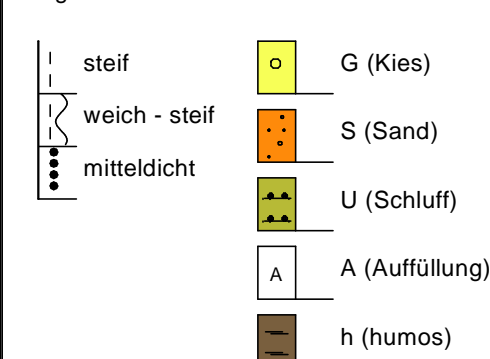 steif
weich - steif
mitteldicht
G (Kies)
S (Sand)
U (Schluff)
A
A (Auffüllung)
h (humos)